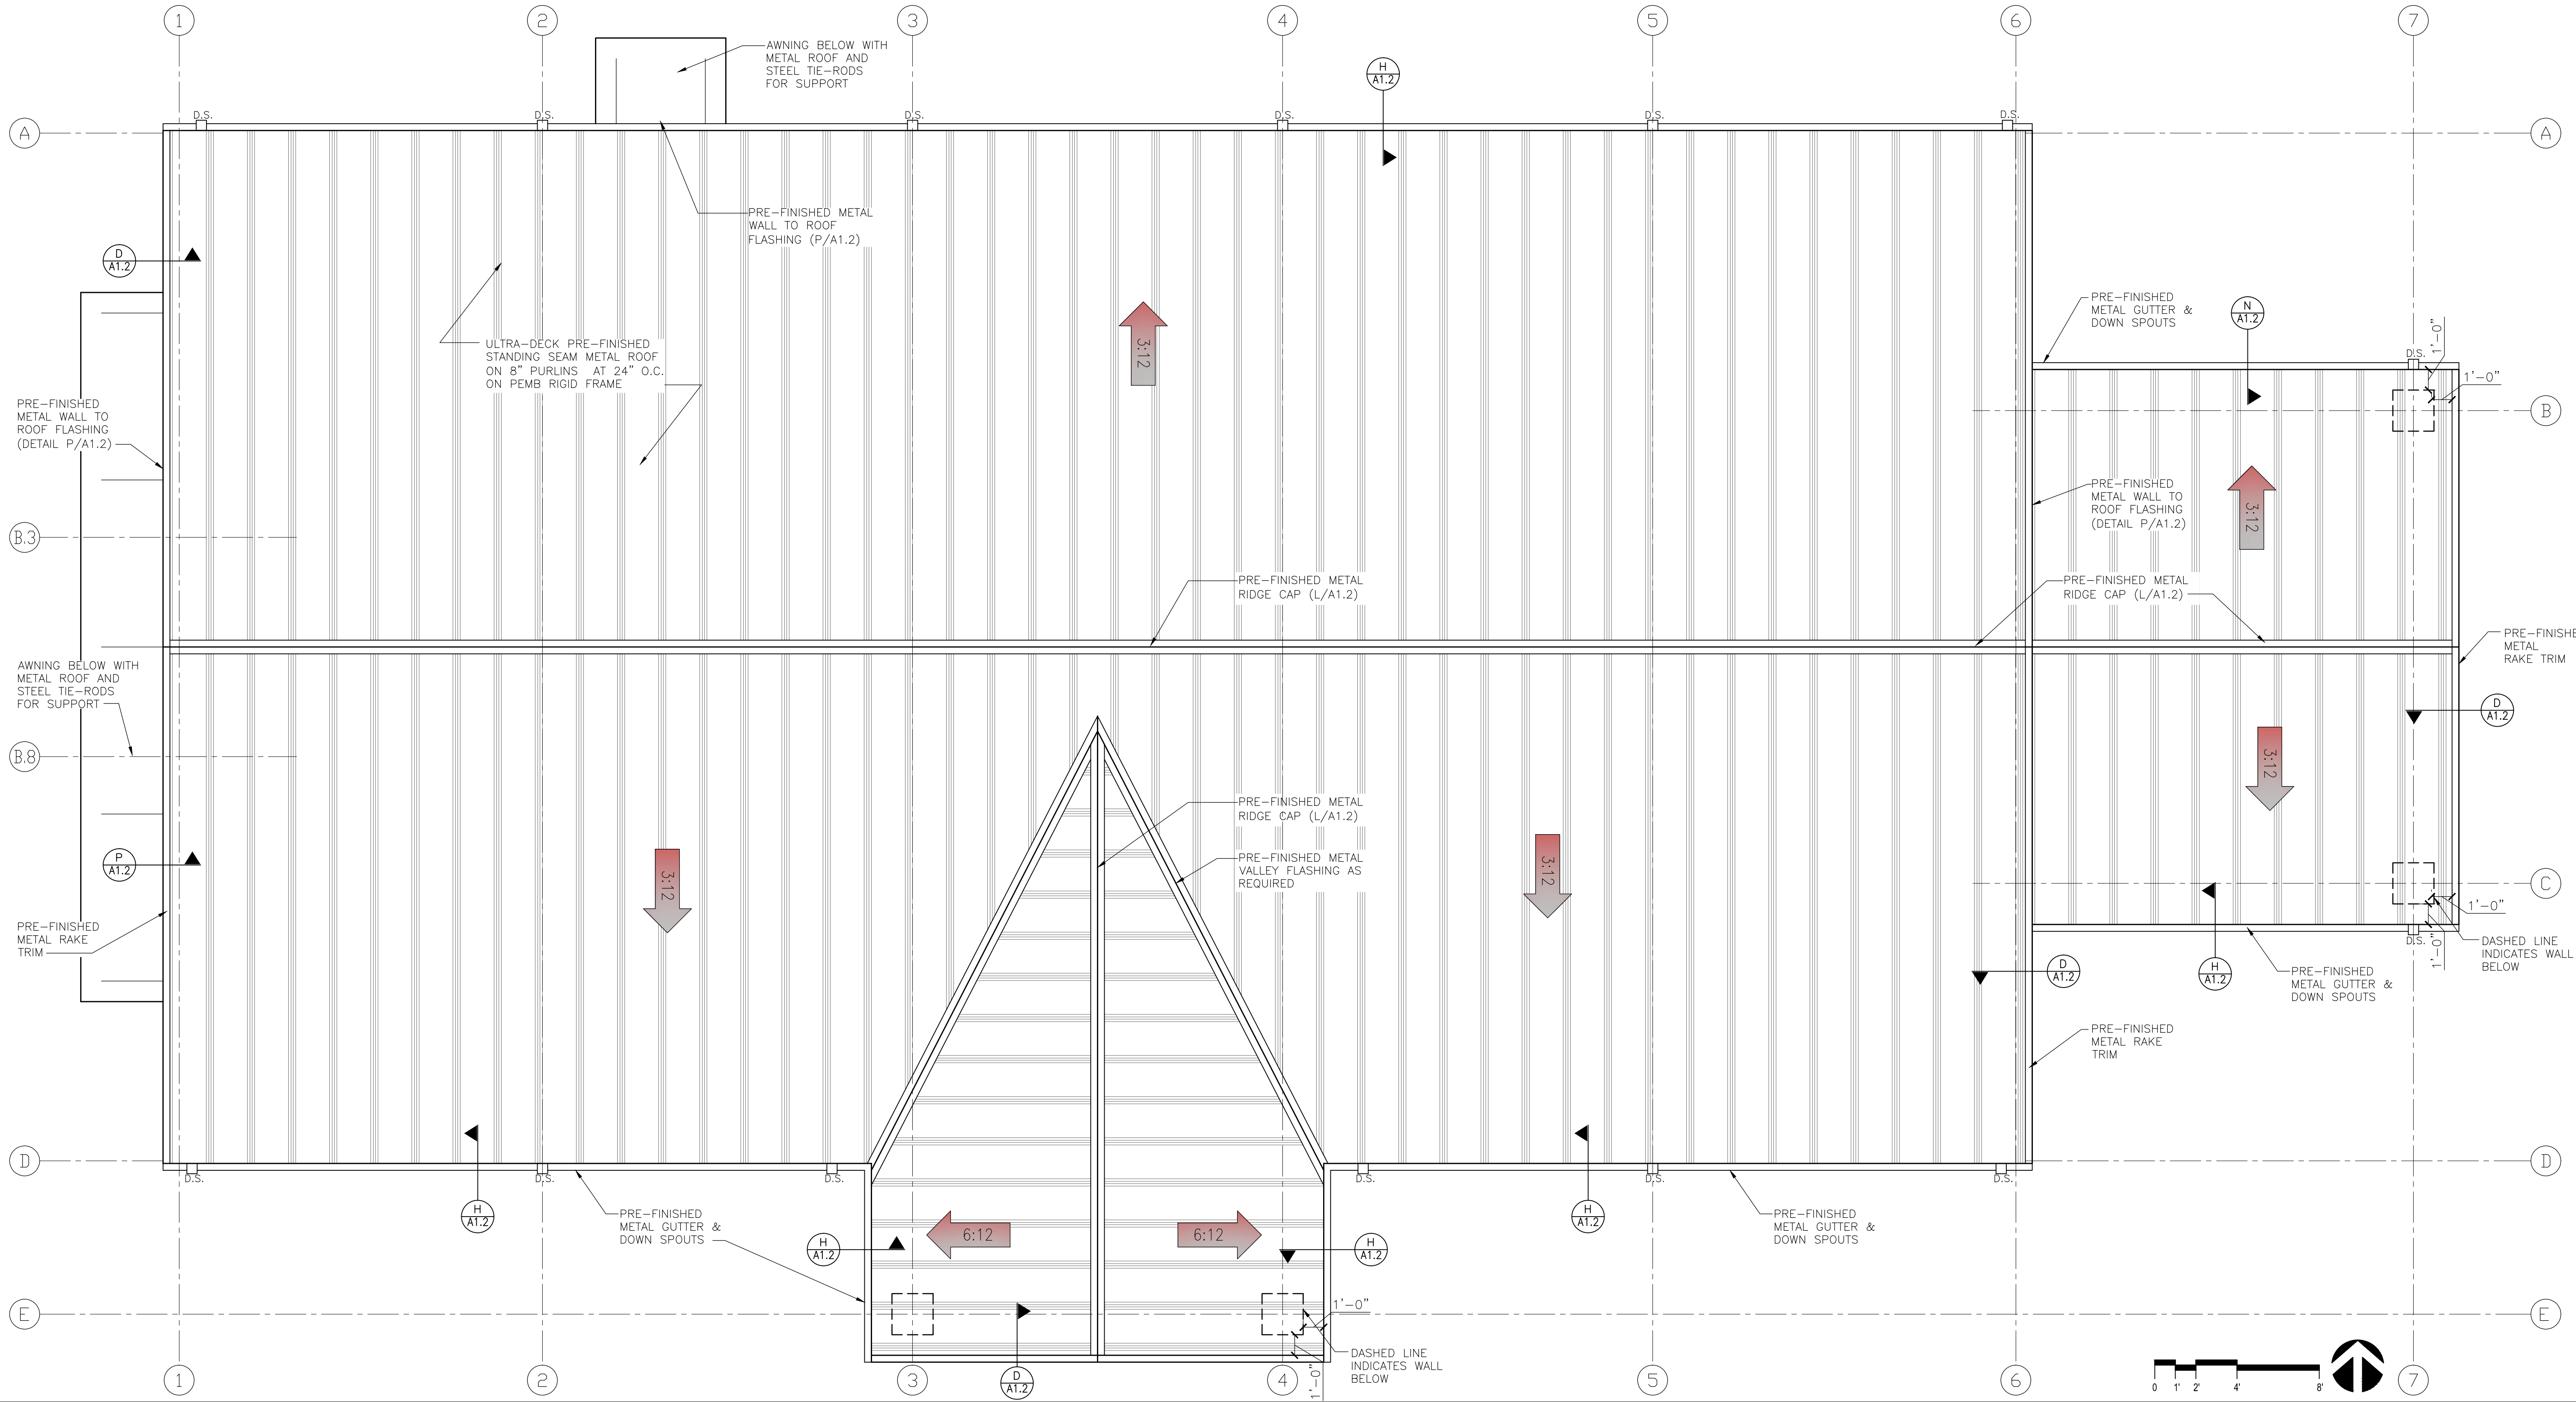 1
2
3
4
5
6
7
AWNING BELOW WITH
METAL ROOF AND
STEEL TIE-RODS
FOR SUPPORT
H
A1.2
D.S.
D.S.
D.S.
D.S.
D.S.
D.S.
A
A
PRE-FINISHED METAL
WALL TO ROOF
FLASHING (P/A1.2)
D
A1.2
PRE-FINISHED
METAL GUTTER &
DOWN SPOUTS
N
A1.2
D.S.
1'-0"
1'-0"
3:12
ULTRA-DECK PRE-FINISHED
STANDING SEAM METAL ROOF
ON 8" PURLINS AT 24" O.C.
ON PEMB RIGID FRAME
PRE-FINISHED
METAL WALL TO
ROOF FLASHING
(DETAIL P/A1.2)
B
PRE-FINISHED
METAL WALL TO
ROOF FLASHING
(DETAIL P/A1.2)
3:12
B.3
PRE-FINISHED METAL
RIDGE CAP (L/A1.2)
PRE-FINISHED METAL
RIDGE CAP (L/A1.2)
PRE-FINISHE
METAL
RAKE TRIM
AWNING BELOW WITH
METAL ROOF AND
STEEL TIE-RODS
FOR SUPPORT
D
A1.2
B.8
3:12
PRE-FINISHED METAL
RIDGE CAP (L/A1.2)
PRE-FINISHED METAL
VALLEY FLASHING AS
REQUIRED
P
A1.2
3:12
3:12
C
1'-0"
1'-0"
PRE-FINISHED
METAL RAKE
TRIM
D.S.
DASHED LINE
INDICATES WALL
BELOW
D
A1.2
H
A1.2
PRE-FINISHED
METAL GUTTER &
DOWN SPOUTS
PRE-FINISHED
METAL RAKE
TRIM
D
D
D.S.
D.S.
D.S.
D.S.
D.S.
D.S.
H
A1.2
PRE-FINISHED
METAL GUTTER &
DOWN SPOUTS
H
A1.2
6:12
6:12
H
A1.2
H
A1.2
PRE-FINISHED
METAL GUTTER &
DOWN SPOUTS
E
E
1'-0"
1'-0"
DASHED LINE
INDICATES WALL
BELOW
D
A1.2
1
2
3
4
5
6
7
0 1' 2' 4' 8'